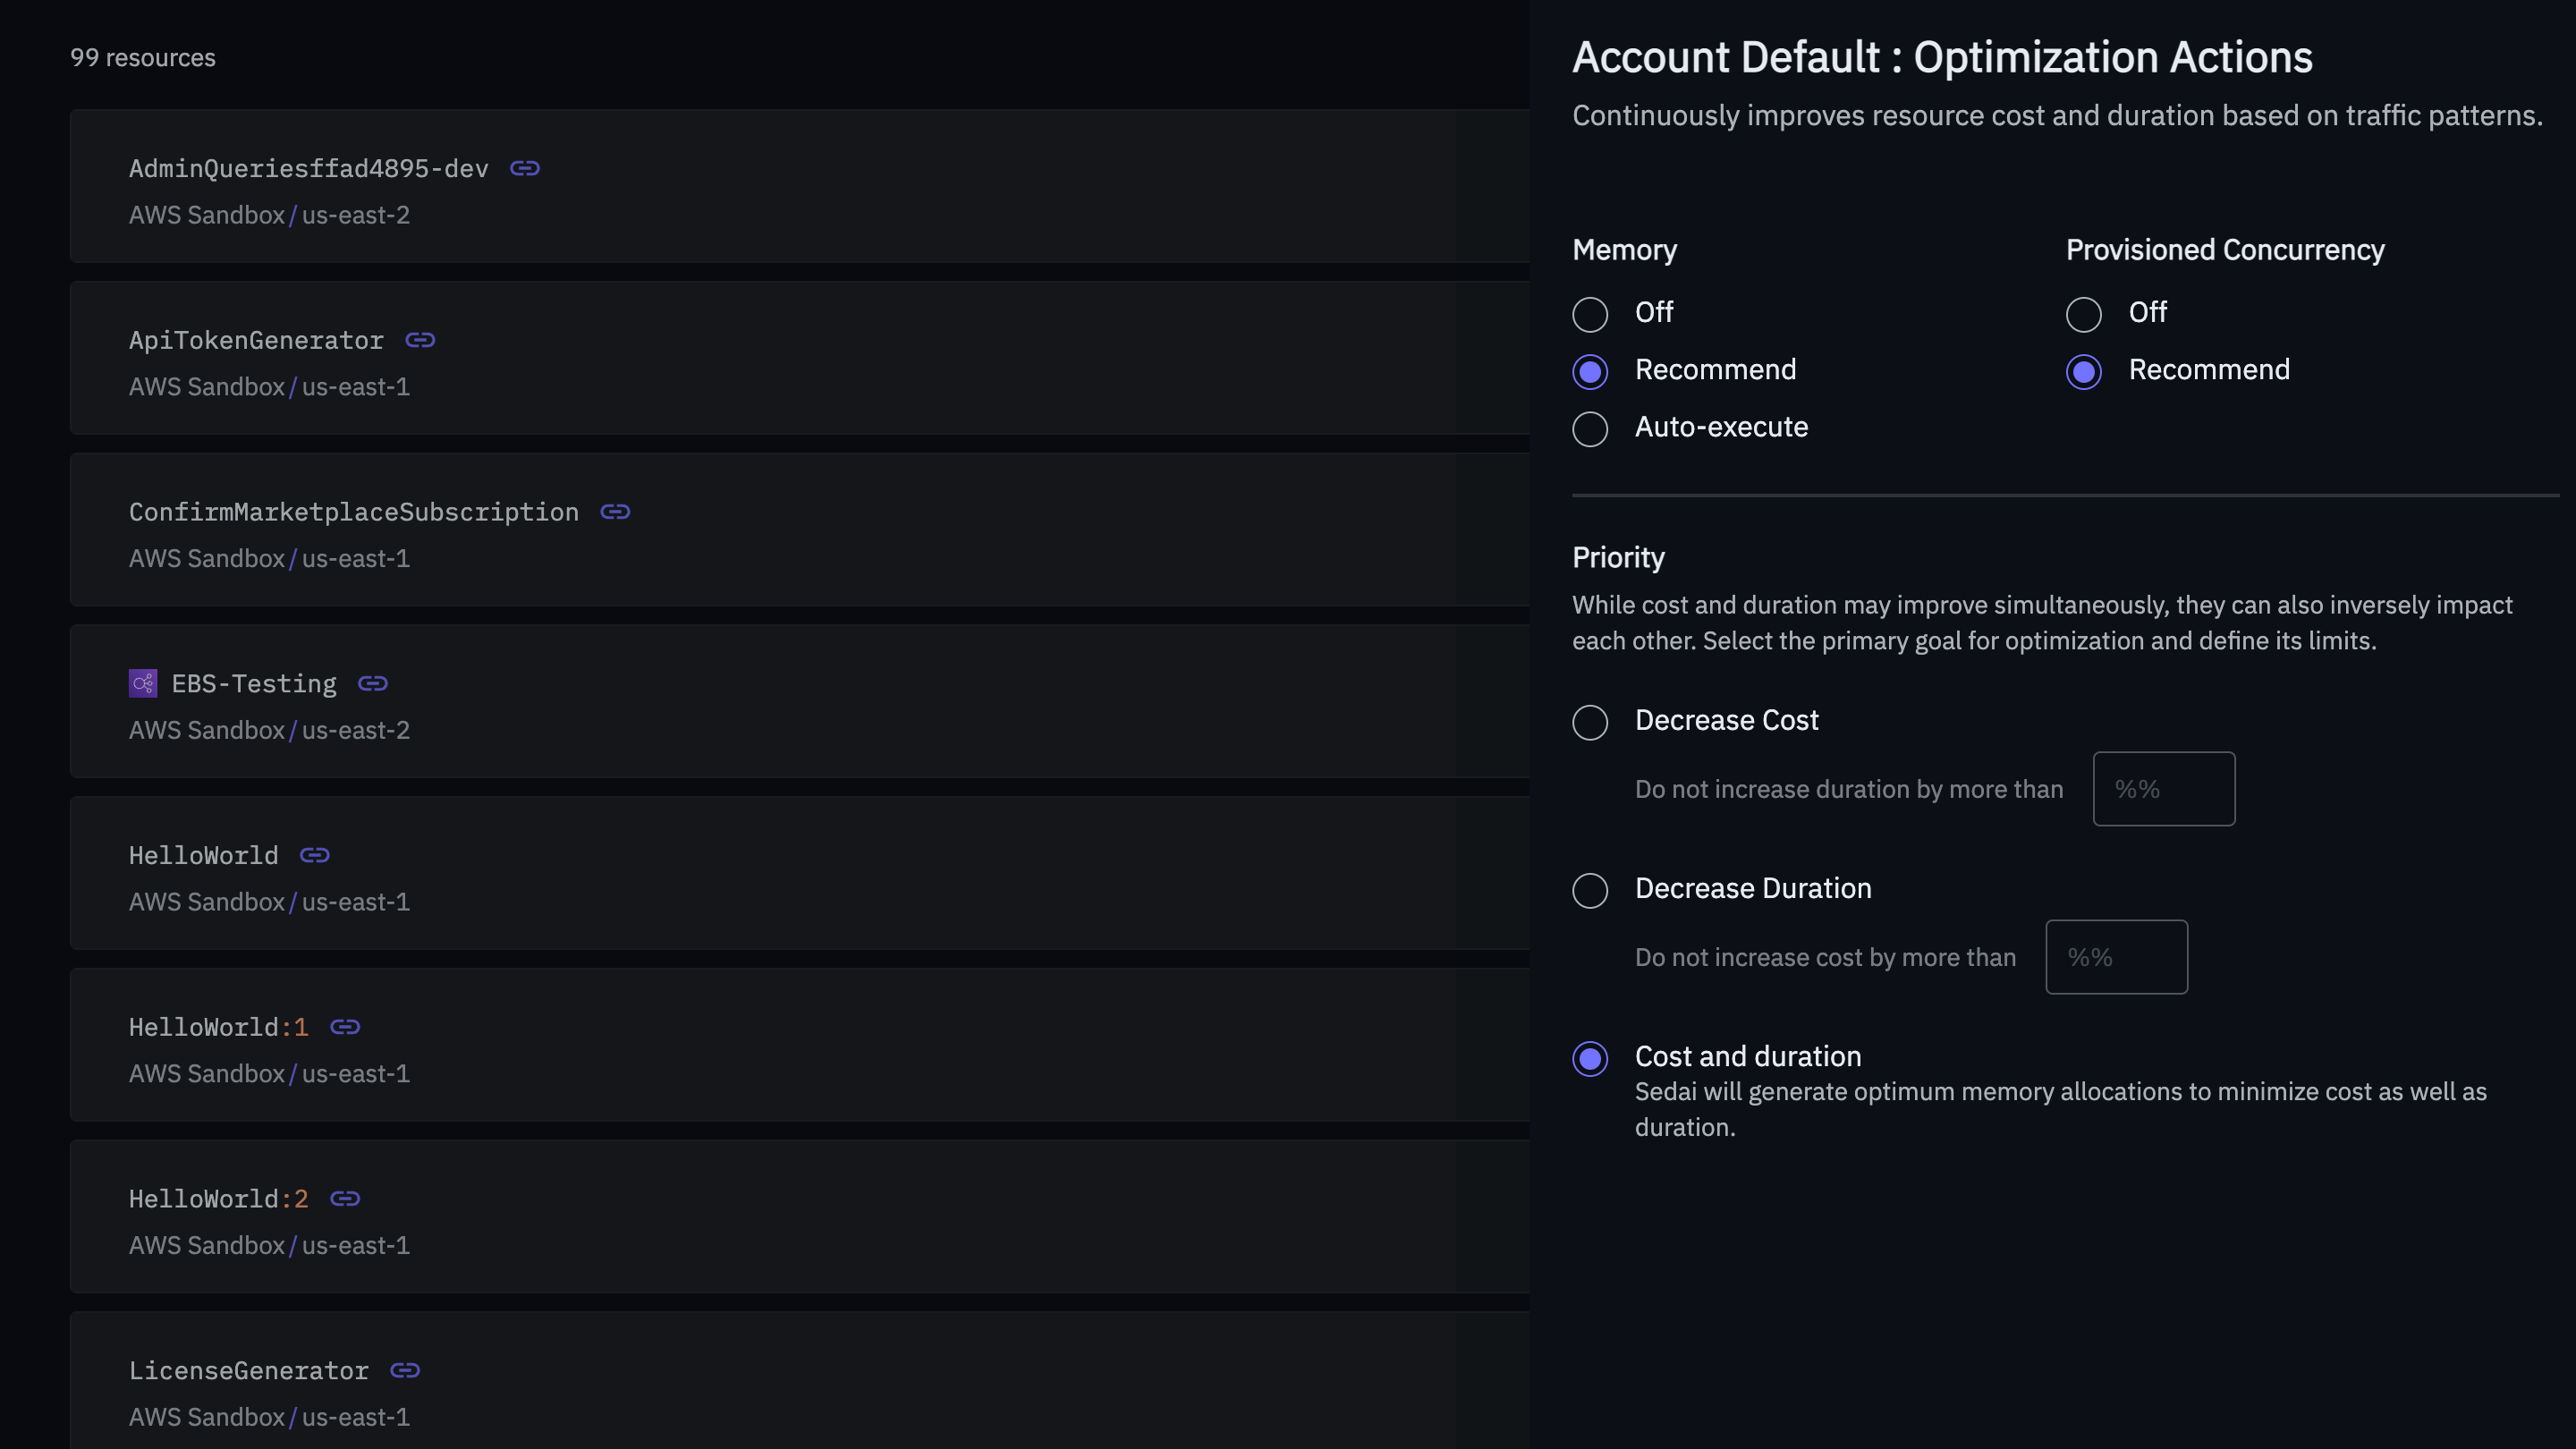 99 resources
AdminQueriesffad4895-dev
AWS Sandbox/us-east-2
ApiTokenGenerator
AWS Sandbox/us-east-1
ConfirmMarketplaceSubscription
AWS Sandbox/us-east-1
EBS-Testing
AWS Sandbox/us-east-2
HelloWorld
AWS Sandbox/us-east-1
HelloWorld:1
AWS Sandbox/us-east-1
HelloWorld:2
AWS Sandbox/us-east-1
LicenseGenerator
AWS Sandbox/us-east-1
Account Default : Optimization Actions
Continuously improves resource cost and duration based on traffic patterns.
Memory
Off
Recommend
Auto-execute
Provisioned Concurrency
Off
Recommend
Priority
While cost and duration may improve simultaneously, they can also inversely impact
each other. Select the primary goal for optimization and define its limits.
Decrease Cost
Do not increase duration by more than %%
Decrease Duration
Do not increase cost by more than %%
Cost and duration
Sedai will generate optimum memory allocations to minimize cost as well as
duration.